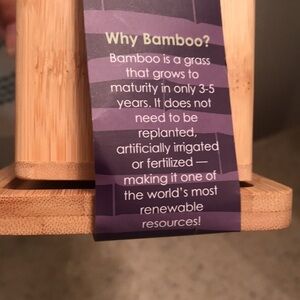 Why Bamboo?
Bamboo is a grass
that grows to
maturity in only 3-5
years. It does not
need to be
replanted,
artificially irrigated
or fertilized —
making it one of
the world's most
renewable
resources!